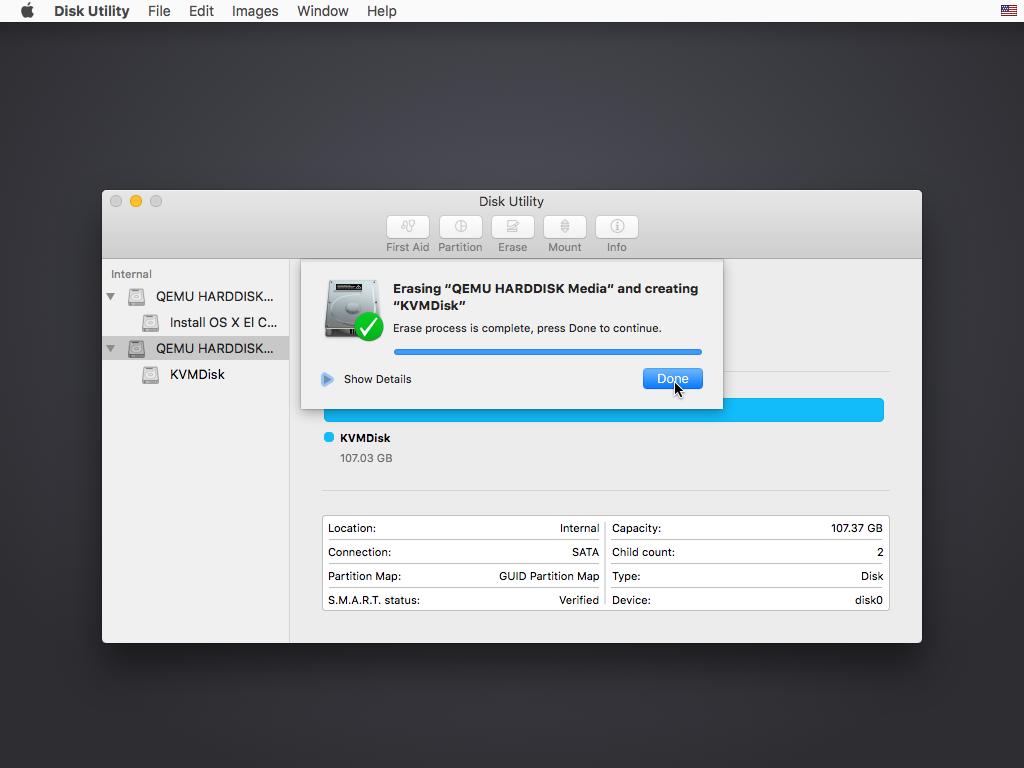 Disk Utility File Edit Images Window Help
Disk Utility
First Aid Partition Erase Mount Info
Internal
QEMU HARDDISK...
Install OS X El C...
QEMU HARDDISK...
KVMDisk
Erasing “QEMU HARDDISK Media” and creating
“KVMDisk”
Erase process is complete, press Done to continue.
Show Details
Done
KVMDisk
107.03 GB
Location: Internal
Capacity: 107.37 GB
Connection: SATA
Child count: 2
Partition Map: GUID Partition Map
Type: Disk
S.M.A.R.T. status: Verified
Device: disk0